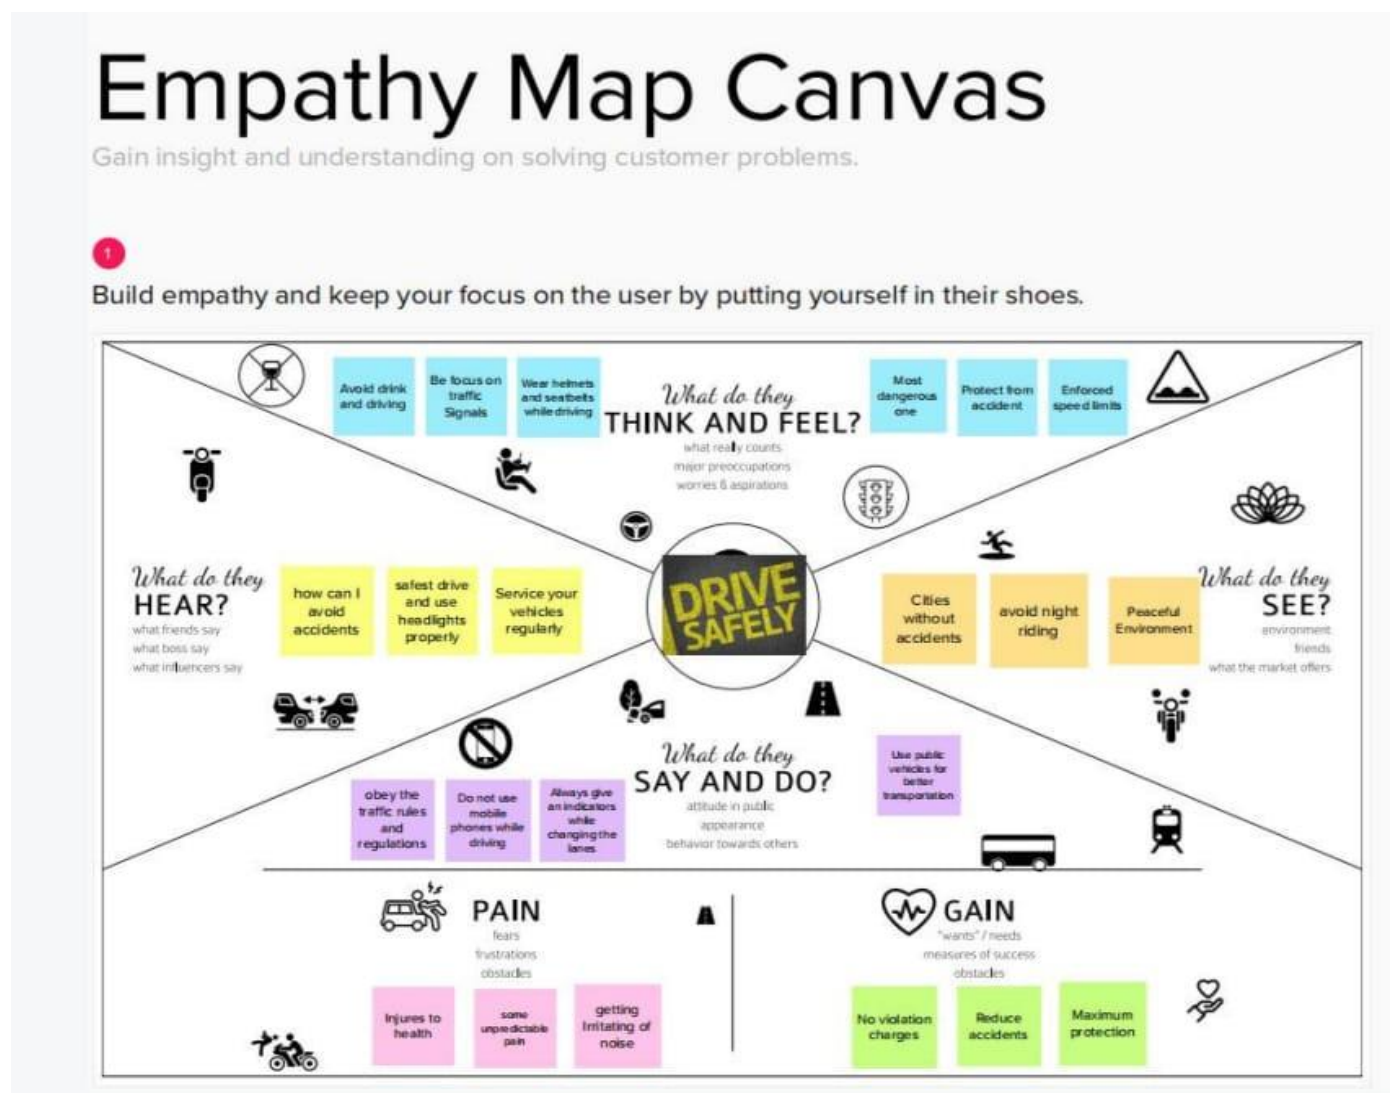 Empathy Map Canvas
Gain insight and understanding on solving customer problems.
1
Build empathy and keep your focus on the user by putting yourself in their shoes.
Avoid drink
and driving
Be focus on
traffic
Signals
Wear helmets
and seatbelts
while driving
What do they
THINK AND FEEL?
what really counts
major preoccupations
worries & aspirations
Most
dangerous
one
Protect from
accident
Enforced
speed limits
What do they
HEAR?
what friends say
what boss say
what influencers say
how can I
avoid
accidents
safest drive
and use
headlights
properly
Service your
vehicles
regularly
DRIVE
SAFELY
Cities
without
accidents
avoid night
riding
Peaceful
Environment
What do they
SEE?
environment
friends
what the market offers
What do they
SAY AND DO?
attitude in public
appearance
behavior towards others
obey the
traffic rules
and
regulations
Do not use
mobile
phones while
driving
Always give
an indicators
while
changing the
lanes
Use public
vehicles for
better
transportation
PAIN
fears
frustrations
obstacles
Injures to
health
some
unpredictable
pain
getting
Irritating of
noise
GAIN
"wants" / needs
measures of success
obstacles
No violation
charges
Reduce
accidents
Maximum
protection